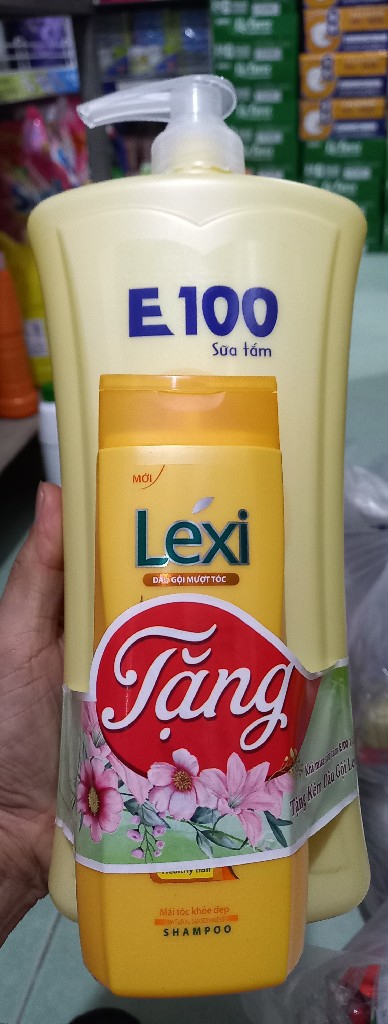 E100
Sữa tắm
MỚI
Lexi
DẦU GỘI MƯỢT TÓC
Tặng
Tặng Kèm Dầu Gội Le
Healthy hair
Mái tóc khỏe đẹp
SHAMPOO